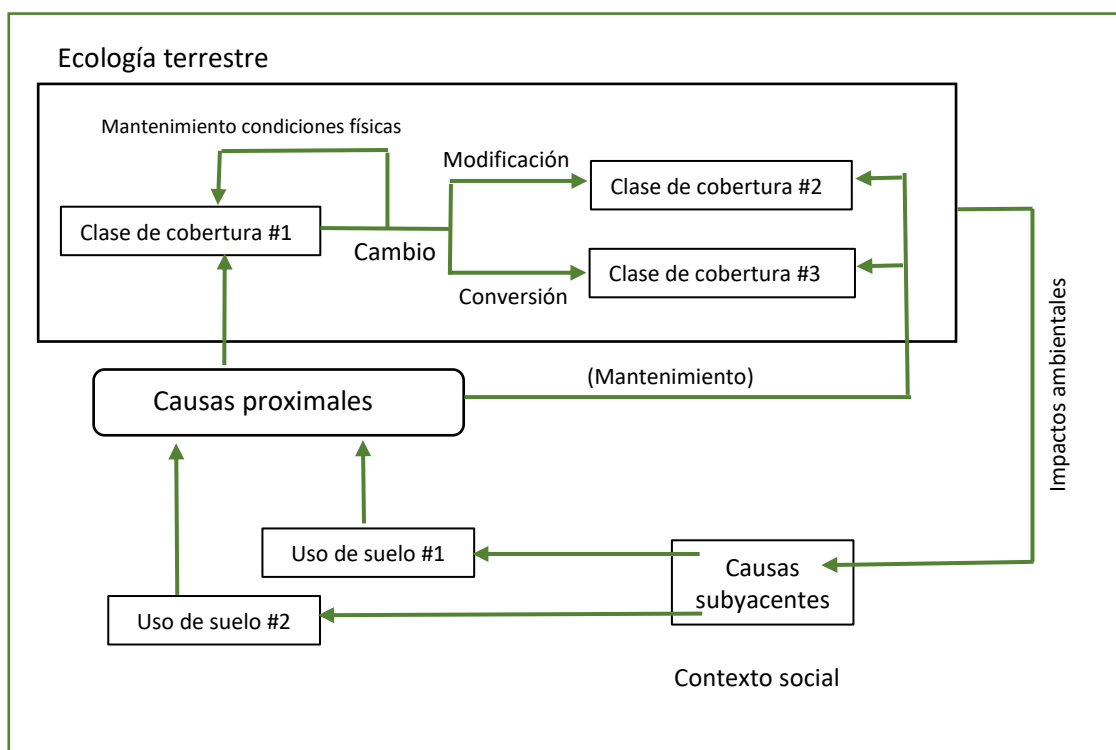 Ecología terrestre
Mantenimiento condiciones físicas
Modificación
Clase de cobertura #2
Clase de cobertura #1
Cambio
Clase de cobertura #3
Conversión
Impactos ambientales
(Mantenimiento)
Causas proximales
Uso de suelo #1
Causas
subyacentes
Uso de suelo #2
Contexto social